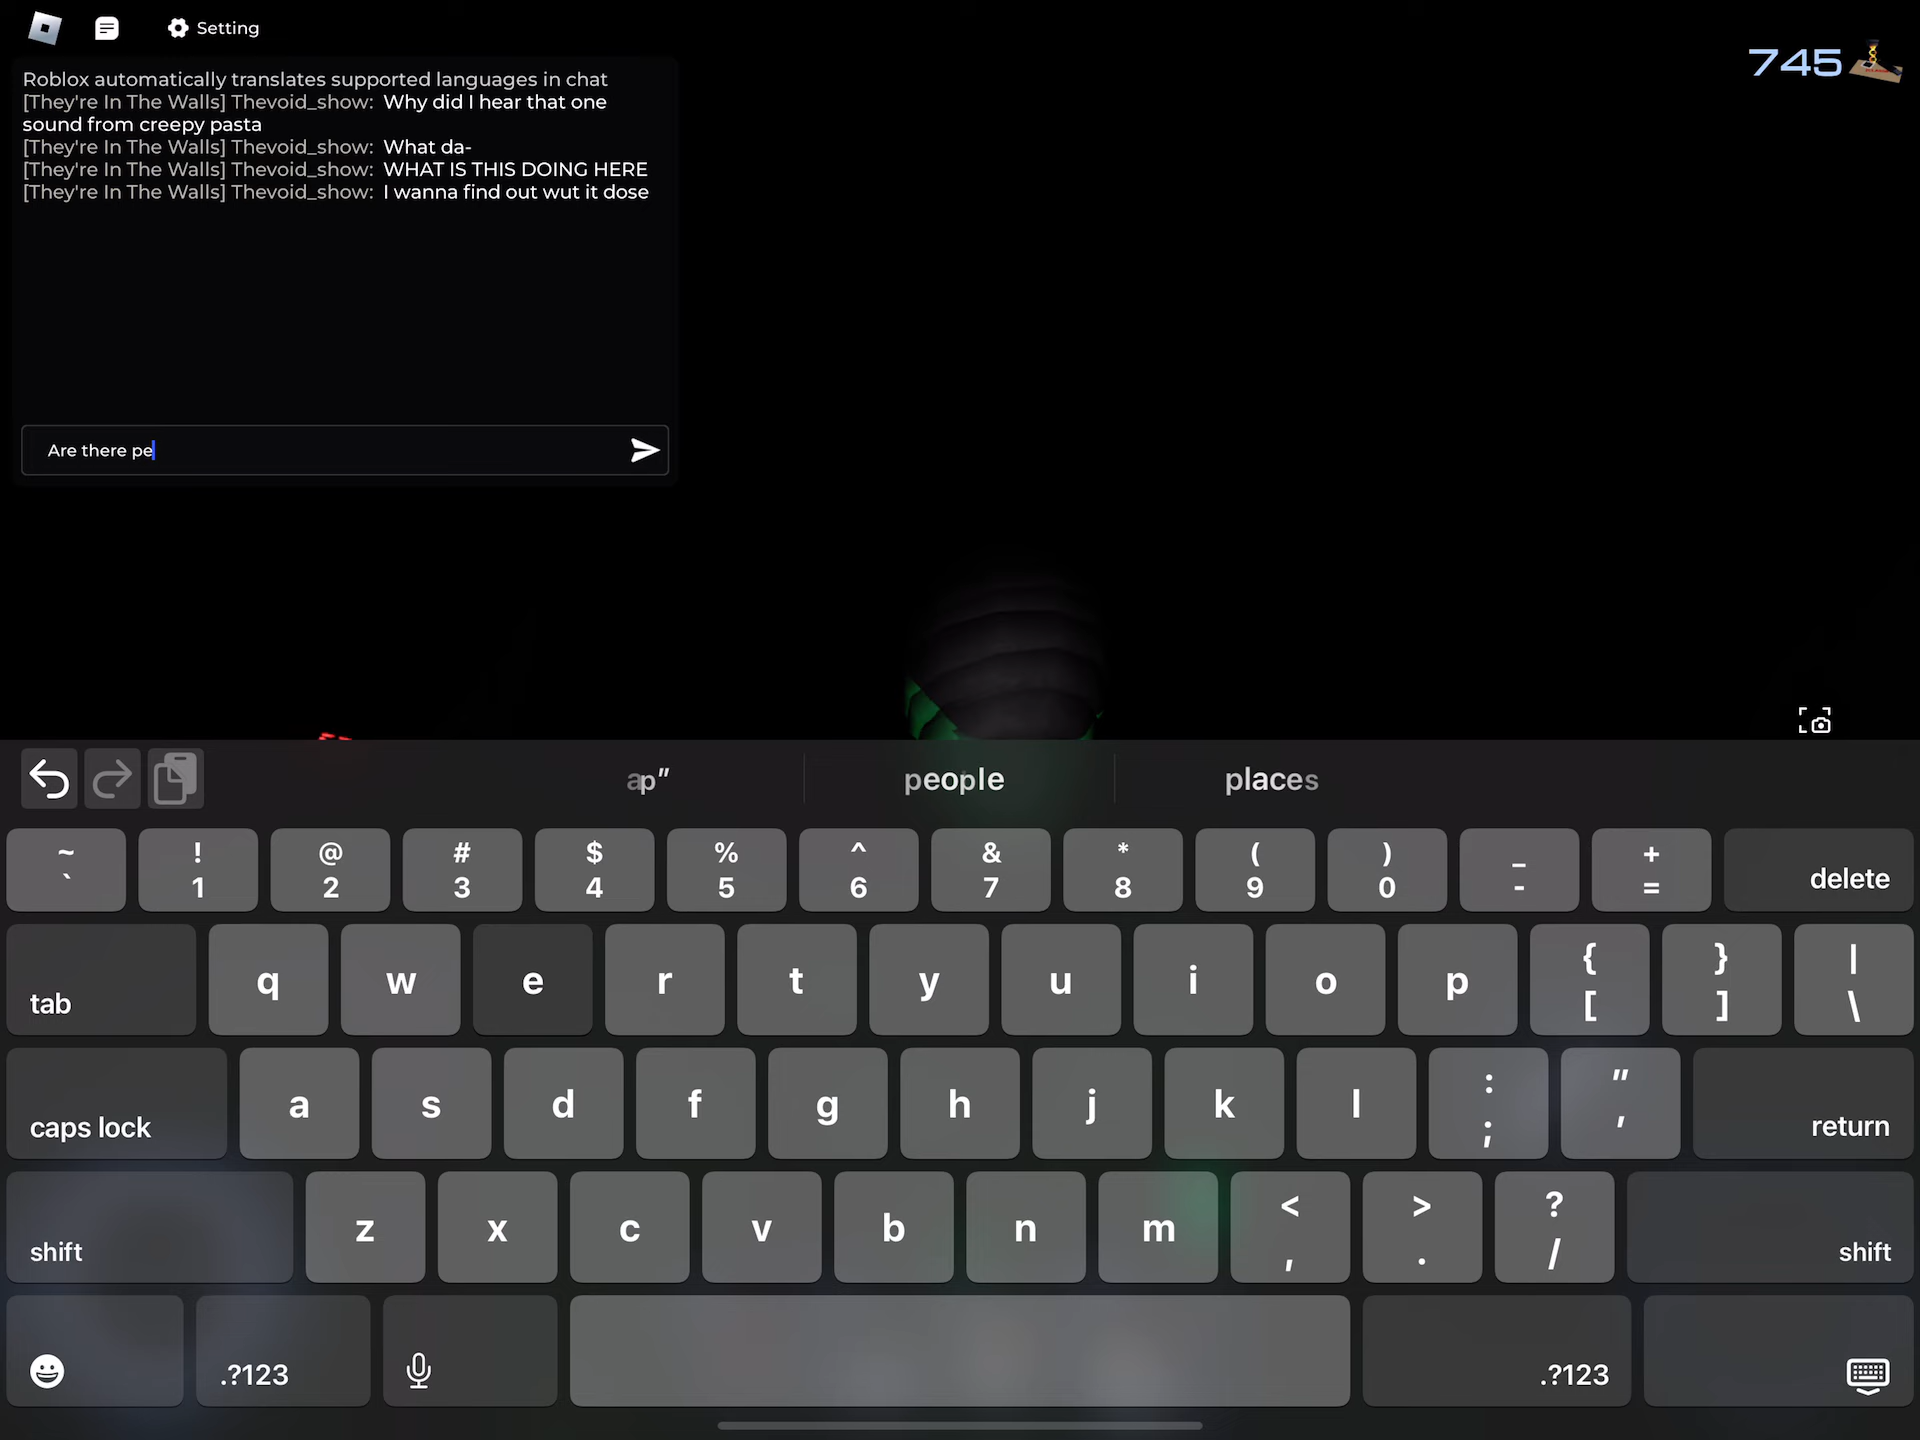 Setting
745
Roblox automatically translates supported languages in chat
[They're In The Walls] Thevoid_show: Why did I hear that one
sound from creepy pasta
[They're In The Walls] Thevoid_show: What da-
[They're In The Walls] Thevoid_show: WHAT IS THIS DOING HERE
[They're In The Walls] Thevoid_show: I wanna find out wut it dose
Are there pe
people places
~ ! @ # $ % ^ & * ( ) _ +
` 1 2 3 4 5 6 7 8 9 0 - = delete
tab q w e r t y u i o p { [ } ] | \
caps lock a s d f g h j k l : ; " ' return
shift z x c v b n m < , > . ? / shift
.?123 .?123